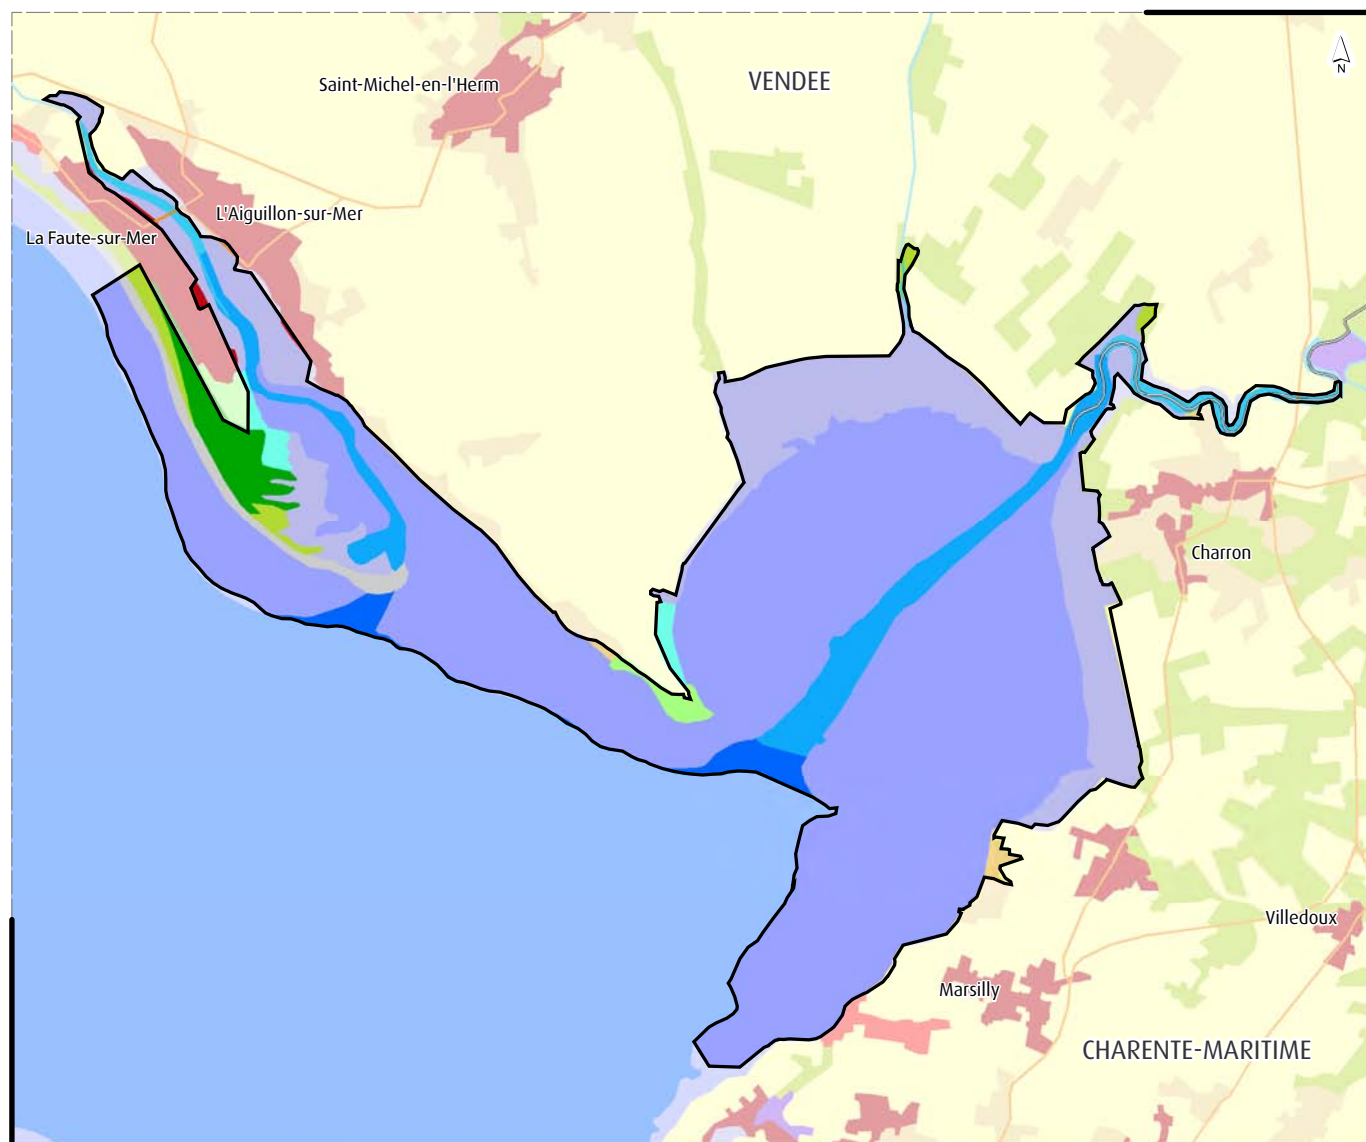 Saint-Michel-en-l'Herm
VENDEE
N
L'Aiguillon-sur-Mer
La Faute-sur-Mer
Charron
Villedoux
Marsilly
CHARENTE-MARITIME